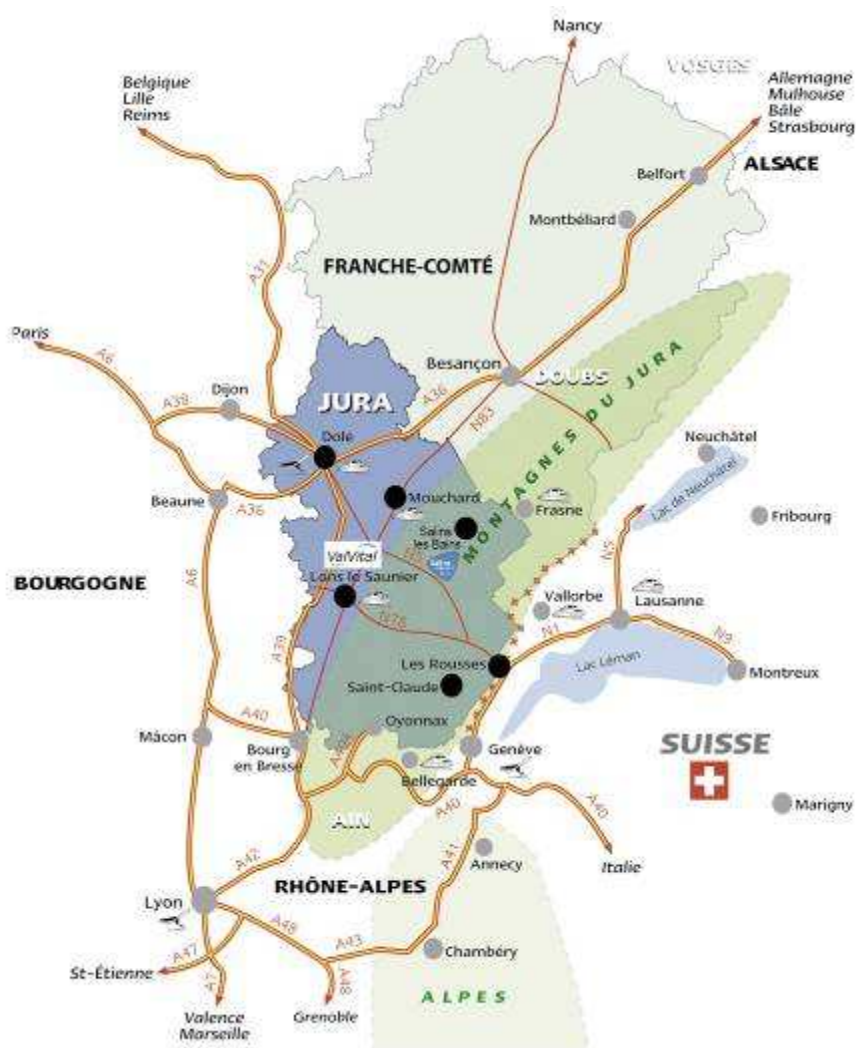 Nancy
VOSGES
Belgique
Lille
Reims
Allemagne
Mulhouse
Bâle
Strasbourg
ALSACE
Belfort
Montbéliard
FRANCHE-COMTÉ
A31
Paris
A6
Besançon
DOUBS
Dijon
A38
JURA
A36
N83
MONTAGNES DU JURA
Dole
Neuchâtel
Lac de Neuchâtel
Beaune
A36
Mouchard
Frasne
Fribourg
Salins
les Bains
ValVital
N5
BOURGOGNE
A6
Lons le Saunier
Vallorbe
Lausanne
N78
N1
N9
A39
Les Rousses
Lac Léman
Montreux
Saint-Claude
A40
Oyonnax
Mâcon
Bourg
en Bresse
Genève
SUISSE
Bellegarde
A40
A40
Marigny
AIN
A42
A41
Annecy
Italie
RHÔNE-ALPES
Lyon
A48
A43
Chambéry
A47
St-Étienne
A7
A48
ALPES
Valence
Marseille
Grenoble